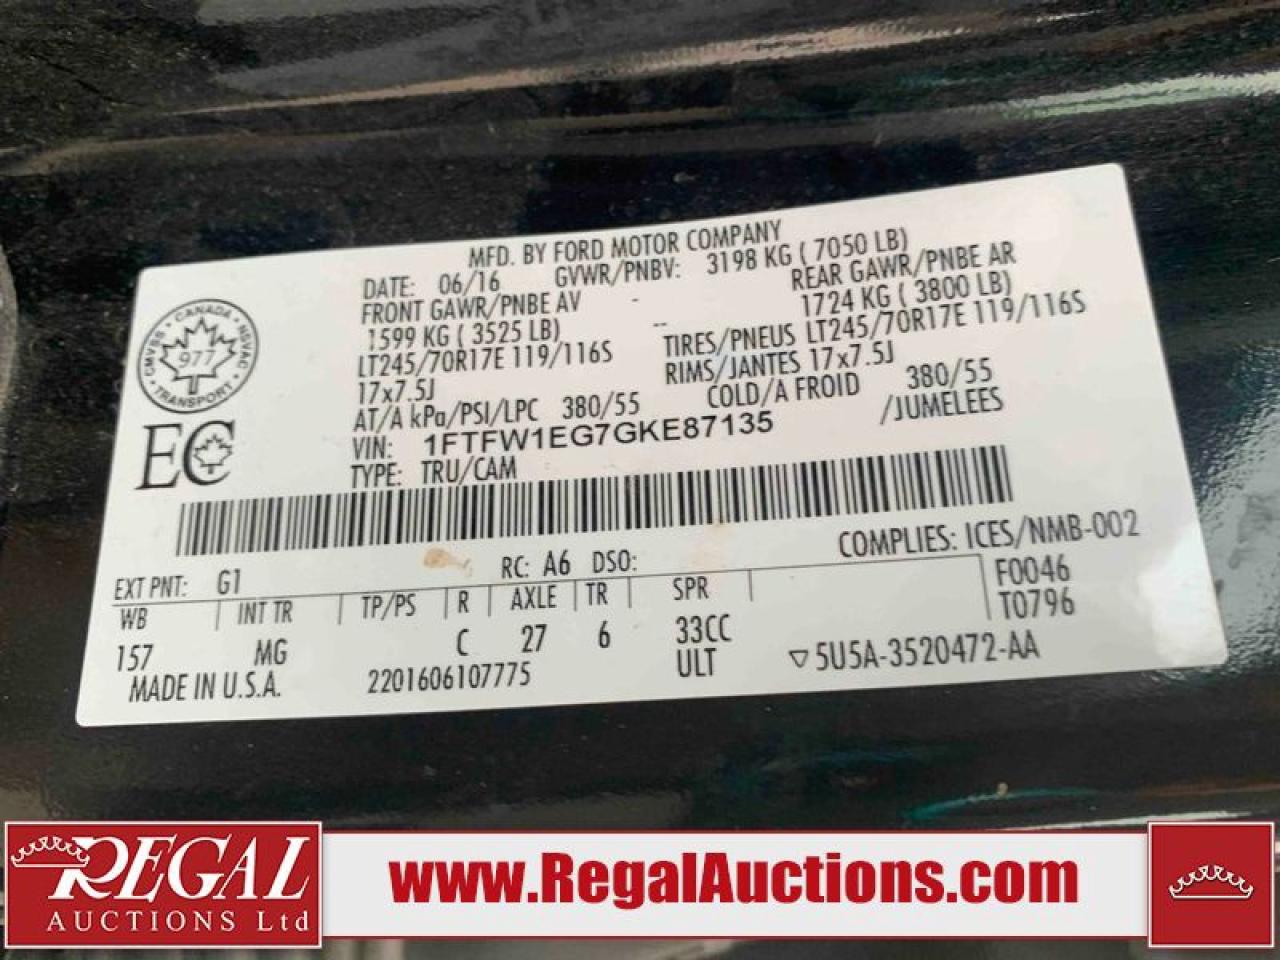 MFD. BY FORD MOTOR COMPANY
DATE: 06/16 GVWR/PNBV: 3198 KG ( 7050 LB)
FRONT GAWR/PNBE AV - REAR GAWR/PNBE AR
1599 KG ( 3525 LB) -- 1724 KG ( 3800 LB)
LT245/70R17E 119/116S TIRES/PNEUS LT245/70R17E 119/116S
17x7.5J RIMS/JANTES 17x7.5J
AT/A kPa/PSI/LPC 380/55 COLD/A FROID 380/55
VIN: 1FTFW1EG7GKE87135 /JUMELEES
TYPE: TRU/CAM
CMVSS • CANADA • NSVAC • TRANSPORT •
977
EC
COMPLIES: ICES/NMB-002
EXT PNT: G1 RC: A6 DSO: F0046
WB INT TR TP/PS R AXLE TR SPR T0796
157 MG C 27 6 33CC
MADE IN U.S.A. 2201606107775 ULT ▽5U5A-3520472-AA
REGAL
AUCTIONS Ltd
www.RegalAuctions.com